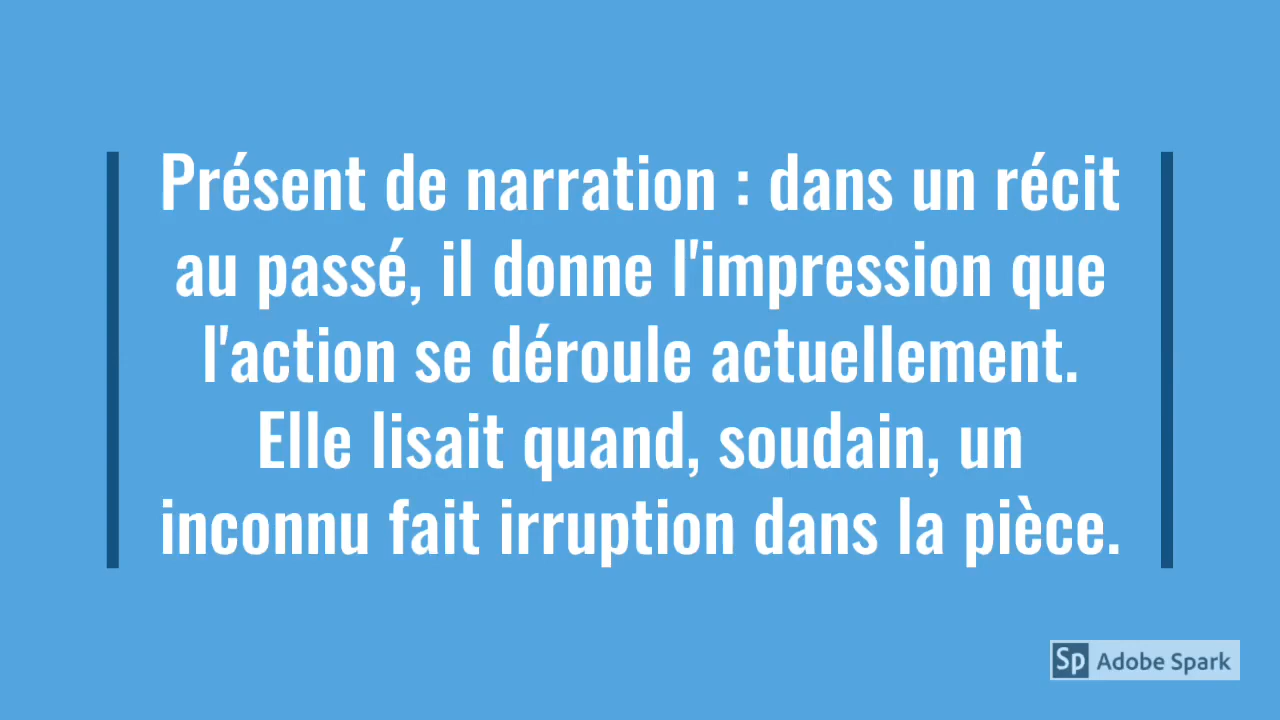 Présent de narration : dans un récit
au passé, il donne l'impression que
l'action se déroule actuellement.
Elle lisait quand, soudain, un
inconnu fait irruption dans la pièce.
Sp Adobe Spark